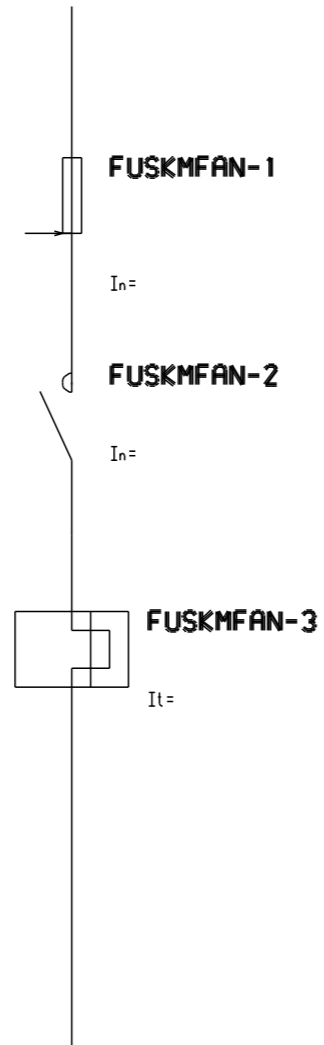 FUSKMFAN-1
In=
FUSKMFAN-2
In=
FUSKMFAN-3
It=